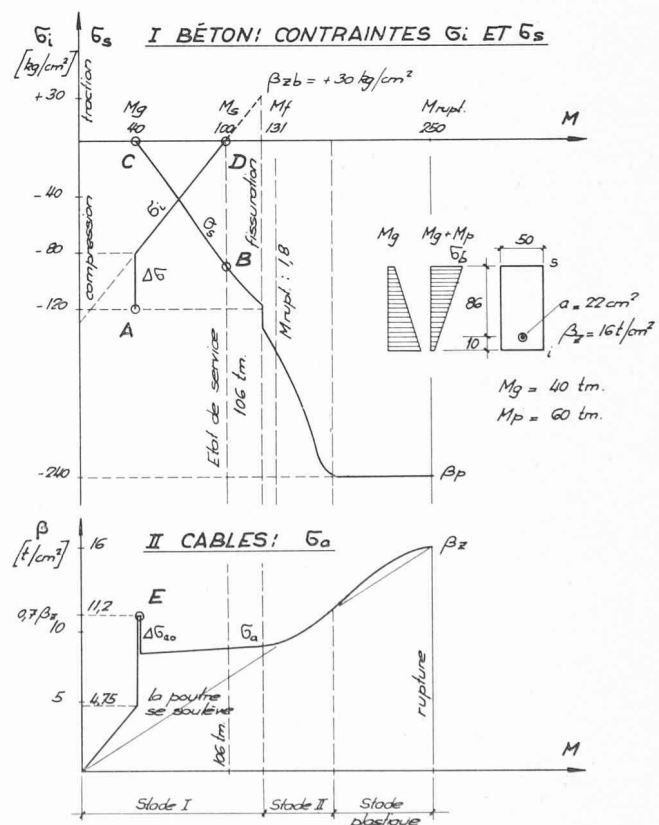 I BÉTON: CONTRAINTES σi ET σs
σi σs
[kg/cm²]
traction
βzb = +30 kg/cm²
+30
Mg Ms Mf Mrupt. M
40 100 131 250
C D
-40
σi σs
fissuration
compression
-80
B
Δσ
Mrupt. : 1,8
-120
A
Etat de service
106 tm.
-240
βp
Mg Mg+Mp
σb
50
s
86
a = 22 cm²
βz = 16 t/cm²
10
i
Mg = 40 tm.
Mp = 60 tm.
II CABLES: σa
β
[t/cm²]
16
βz
E
0,7βz 11,2
10
Δσao
σa
5 4,75
la poutre
se soulève
106 tm.
rupture
M
Stade I Stade II Stade
plastique